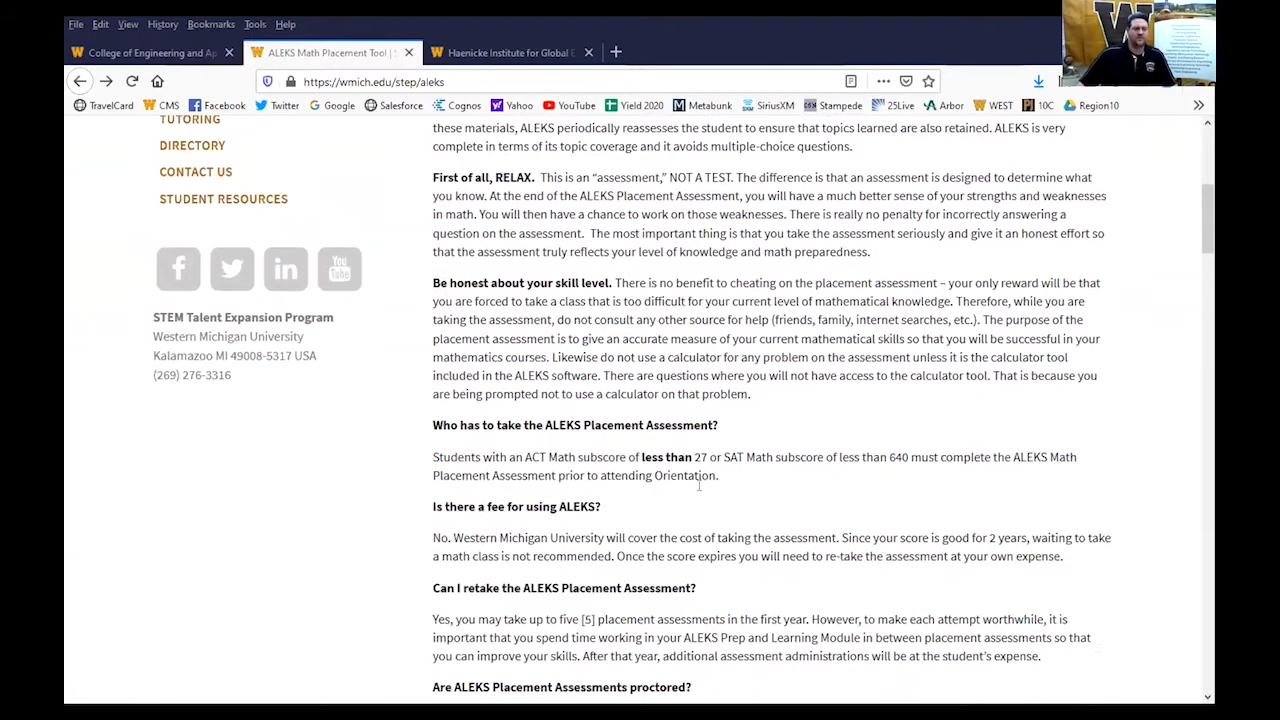 File Edit View History Bookmarks Tools Help
College of Engineering and Ap
ALEKS Math Placement Tool
Institute for Global
https://wmich.edu/step/aleks
TravelCard CMS Facebook Twitter Google Salesforce Cognos Yahoo YouTube Yield 2020 Metabunk SiriusXM Stampede 25Live Arbor WEST 10C Region10
TUTORING
DIRECTORY
CONTACT US
STUDENT RESOURCES
You Tube
STEM Talent Expansion Program
Western Michigan University
Kalamazoo MI 49008-5317 USA
(269) 276-3316
these materials, ALEKS periodically reassesses the student to ensure that topics learned are also retained. ALEKS is very
complete in terms of its topic coverage and it avoids multiple-choice questions.
First of all, RELAX. This is an “assessment,” NOT A TEST. The difference is that an assessment is designed to determine what
you know. At the end of the ALEKS Placement Assessment, you will have a much better sense of your strengths and weaknesses
in math. You will then have a chance to work on those weaknesses. There is really no penalty for incorrectly answering a
question on the assessment. The most important thing is that you take the assessment seriously and give it an honest effort so
that the assessment truly reflects your level of knowledge and math preparedness.
Be honest about your skill level. There is no benefit to cheating on the placement assessment – your only reward will be that
you are forced to take a class that is too difficult for your current level of mathematical knowledge. Therefore, while you are
taking the assessment, do not consult any other source for help (friends, family, internet searches, etc.). The purpose of the
placement assessment is to give an accurate measure of your current mathematical skills so that you will be successful in your
mathematics courses. Likewise do not use a calculator for any problem on the assessment unless it is the calculator tool
included in the ALEKS software. There are questions where you will not have access to the calculator tool. That is because you
are being prompted not to use a calculator on that problem.
Who has to take the ALEKS Placement Assessment?
Students with an ACT Math subscore of less than 27 or SAT Math subscore of less than 640 must complete the ALEKS Math
Placement Assessment prior to attending Orientation.
Is there a fee for using ALEKS?
No. Western Michigan University will cover the cost of taking the assessment. Since your score is good for 2 years, waiting to take
a math class is not recommended. Once the score expires you will need to re-take the assessment at your own expense.
Can I retake the ALEKS Placement Assessment?
Yes, you may take up to five [5] placement assessments in the first year. However, to make each attempt worthwhile, it is
important that you spend time working in your ALEKS Prep and Learning Module in between placement assessments so that
you can improve your skills. After that year, additional assessment administrations will be at the student’s expense.
Are ALEKS Placement Assessments proctored?